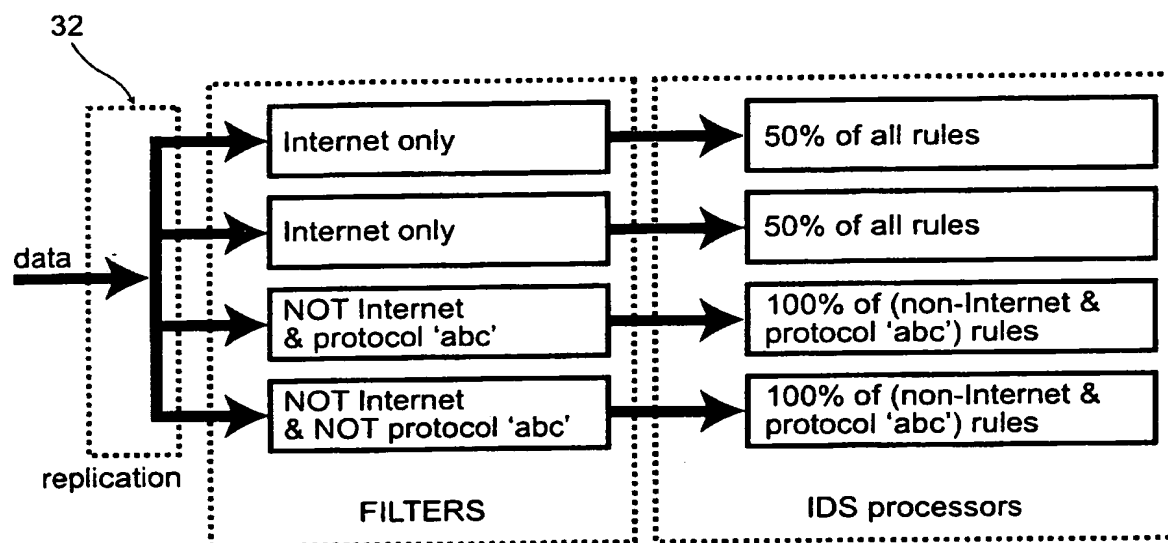 32
data
replication
Internet only
Internet only
NOT Internet
& protocol ‘abc’
NOT Internet
& NOT protocol ‘abc’
FILTERS
50% of all rules
50% of all rules
100% of (non-Internet &
protocol ‘abc’) rules
100% of (non-Internet &
protocol ‘abc’) rules
IDS processors